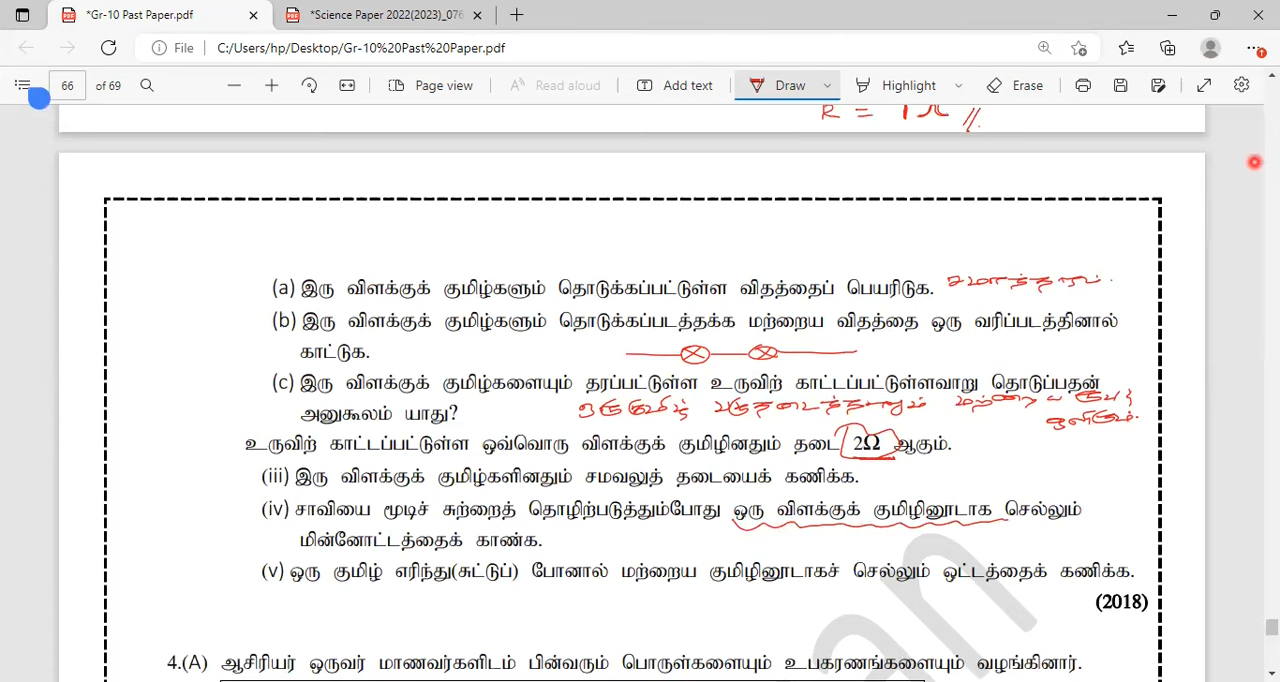 *Gr-10 Past Paper.pdf
*Science Paper 2022(2023)_076
File C:/Users/hp/Desktop/Gr-10%20Past%20Paper.pdf
66 of 69 Page view Read aloud Add text Draw Highlight Erase
R = 1Ω //.
(a) இரு விளக்குக் குமிழ்களும் தொடுக்கப்பட்டுள்ள விதத்தைப் பெயரிடுக. சமாந்தரம்.
(b) இரு விளக்குக் குமிழ்களும் தொடுக்கப்படத்தக்க மற்றைய விதத்தை ஒரு வரிப்படத்தினால்
காட்டுக.
(c) இரு விளக்குக் குமிழ்களையும் தரப்பட்டுள்ள உருவிற் காட்டப்பட்டுள்ளவாறு தொடுப்பதன்
அனுகூலம் யாது?
உருவிற் காட்டப்பட்டுள்ள ஒவ்வொரு விளக்குக் குமிழினதும் தடை 2Ω ஆகும்.
(iii) இரு விளக்குக் குமிழ்களினதும் சமவலுத் தடையைக் கணிக்க.
(iv) சாவியை மூடிச் சுற்றைத் தொழிற்படுத்தும்போது ஒரு விளக்குக் குமிழினூடாக செல்லும்
மின்னோட்டத்தைக் காண்க.
(v) ஒரு குமிழ் எரிந்து(சுட்டுப்) போனால் மற்றைய குமிழினூடாகச் செல்லும் ஒட்டத்தைக் கணிக்க.
(2018)
4.(A) ஆசிரியர் ஒருவர் மாணவர்களிடம் பின்வரும் பொருள்களையும் உபகரணங்களையும் வழங்கினார்.